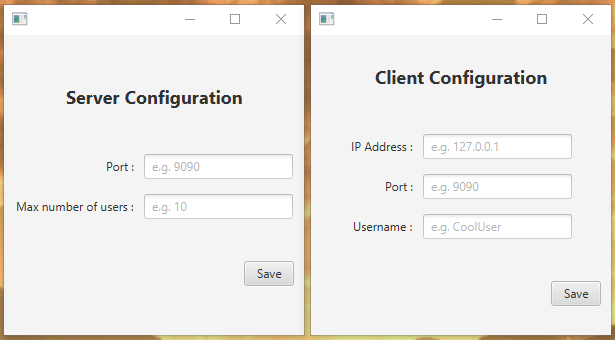 Server Configuration
Port :
e.g. 9090
Max number of users :
e.g. 10
Save
Client Configuration
IP Address :
e.g. 127.0.0.1
Port :
e.g. 9090
Username :
e.g. CoolUser
Save